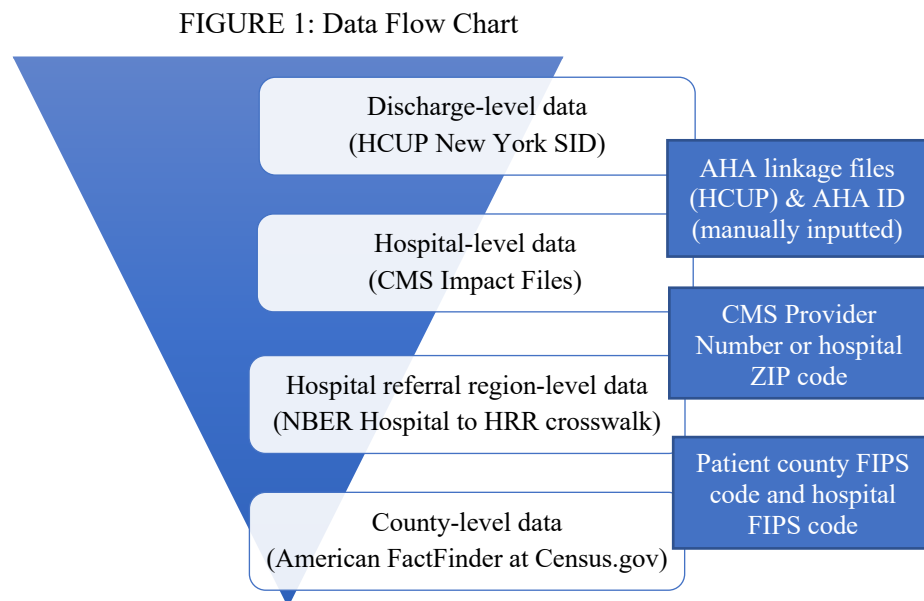 FIGURE 1: Data Flow Chart
Discharge-level data
(HCUP New York SID)
AHA linkage files
(HCUP) & AHA ID
(manually inputted)
Hospital-level data
(CMS Impact Files)
CMS Provider
Number or hospital
ZIP code
Hospital referral region-level data
(NBER Hospital to HRR crosswalk)
Patient county FIPS
code and hospital
FIPS code
County-level data
(American FactFinder at Census.gov)